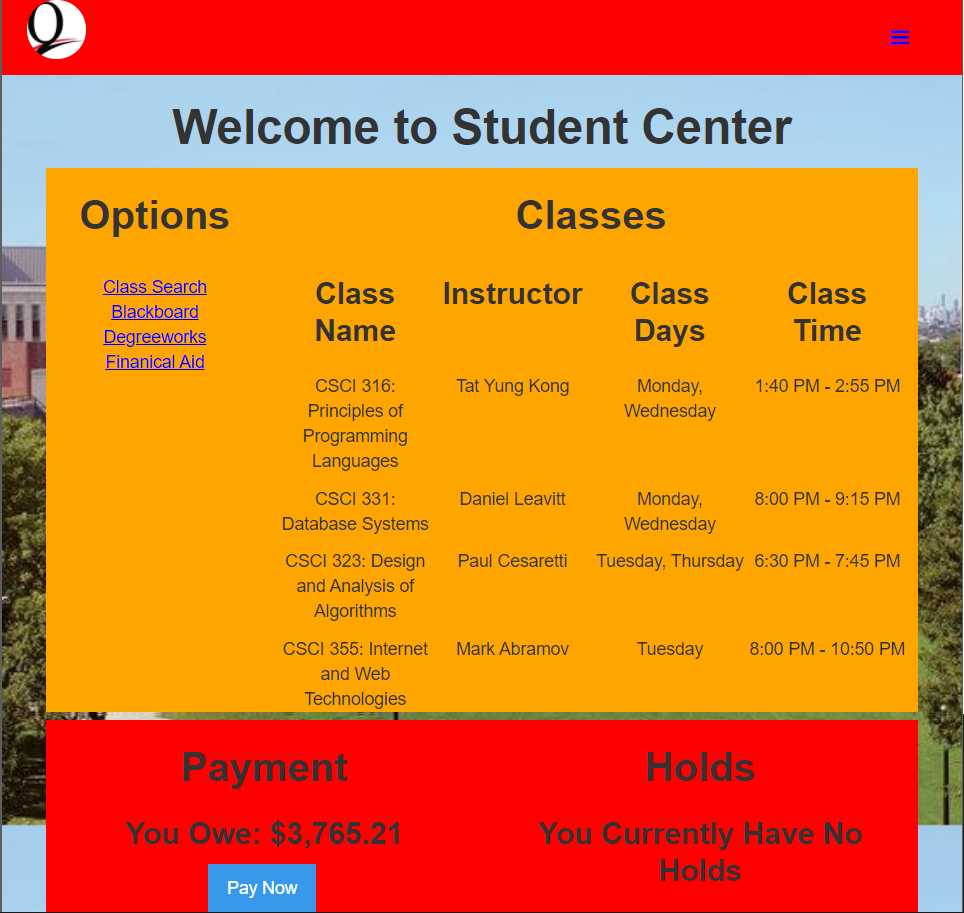 Q
Welcome to Student Center
Options
Class Search
Blackboard
Degreeworks
Finanical Aid
Classes
Class Name
Instructor
Class Days
Class Time
CSCI 316:
Principles of
Programming
Languages
Tat Yung Kong
Monday,
Wednesday
1:40 PM - 2:55 PM
CSCI 331:
Database Systems
Daniel Leavitt
Monday,
Wednesday
8:00 PM - 9:15 PM
CSCI 323: Design
and Analysis of
Algorithms
Paul Cesaretti
Tuesday, Thursday
6:30 PM - 7:45 PM
CSCI 355: Internet
and Web
Technologies
Mark Abramov
Tuesday
8:00 PM - 10:50 PM
Payment
You Owe: $3,765.21
Pay Now
Holds
You Currently Have No
Holds